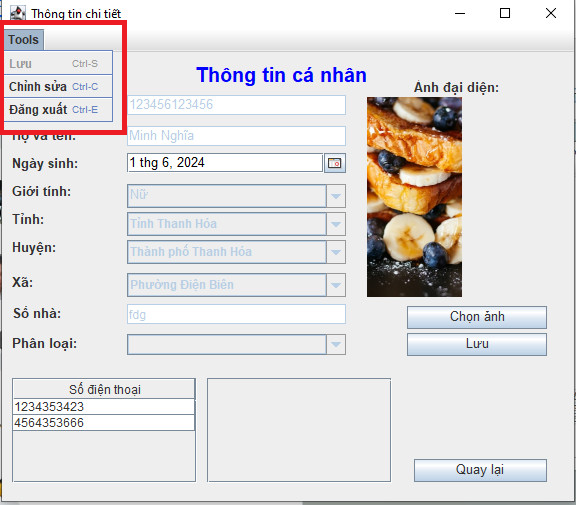 Thông tin chi tiết
Tools
Lưu Ctrl-S
Chỉnh sửa Ctrl-C
Đăng xuất Ctrl-E
Thông tin cá nhân
Ảnh đại diện:
123456123456
Họ và tên: Minh Nghĩa
Ngày sinh: 1 thg 6, 2024
Giới tính: Nữ
Tỉnh: Tỉnh Thanh Hóa
Huyện: Thành phố Thanh Hóa
Xã: Phường Điện Biên
Số nhà: fdg
Chọn ảnh
Phân loại:
Lưu
Số điện thoại
1234353423
4564353666
Quay lại